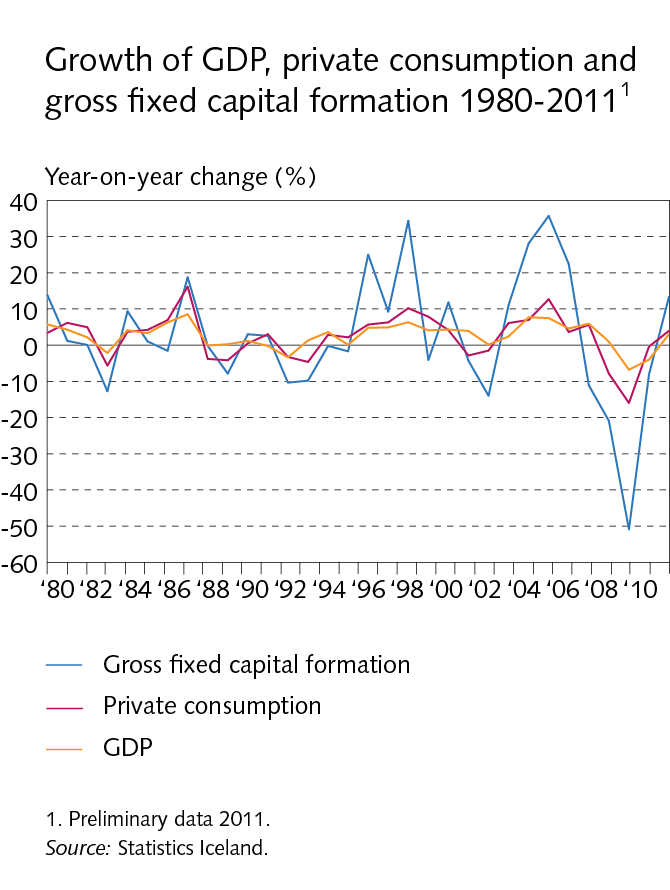 Growth of GDP, private consumption and
gross fixed capital formation 1980-2011¹
Year-on-year change (%)
40
30
20
10
0
-10
-20
-30
-40
-50
-60
‘80 ‘82 ‘84 ‘86 ‘88 ‘90 ‘92 ‘94 ‘96 ‘98 ‘00 ‘02 ‘04 ‘06 ‘08 ‘10
Gross fixed capital formation
Private consumption
GDP
1. Preliminary data 2011.
Source: Statistics Iceland.